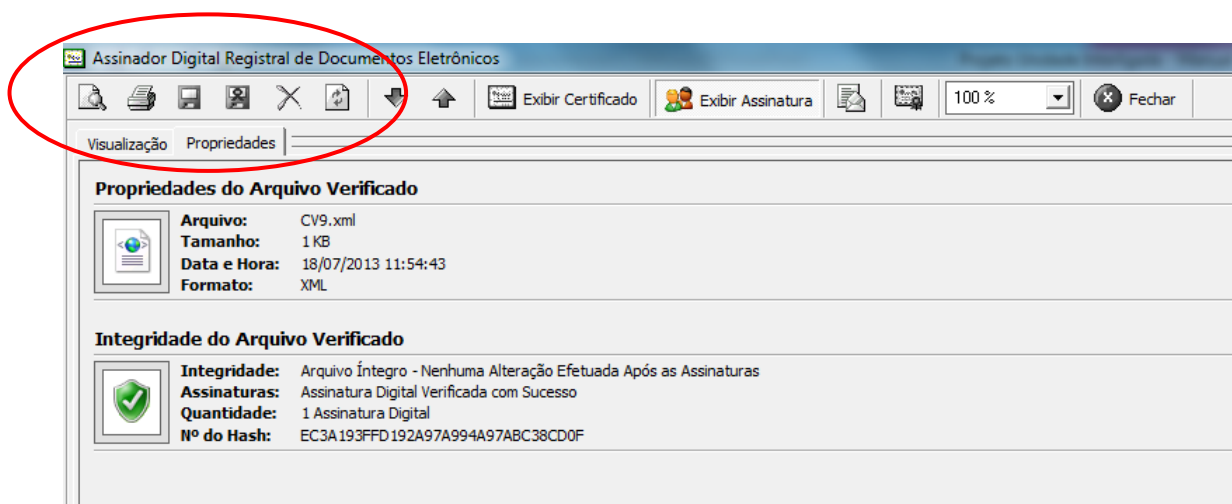 Assinador Digital Registral de Documentos Eletrônicos
Exibir Certificado Exibir Assinatura 100 % Fechar
Visualização Propriedades
Propriedades do Arquivo Verificado
Arquivo: CV9.xml
Tamanho: 1 KB
Data e Hora: 18/07/2013 11:54:43
Formato: XML
Integridade do Arquivo Verificado
Integridade: Arquivo Íntegro - Nenhuma Alteração Efetuada Após as Assinaturas
Assinaturas: Assinatura Digital Verificada com Sucesso
Quantidade: 1 Assinatura Digital
Nº do Hash: EC3A193FFD192A97A994A97ABC38CD0F